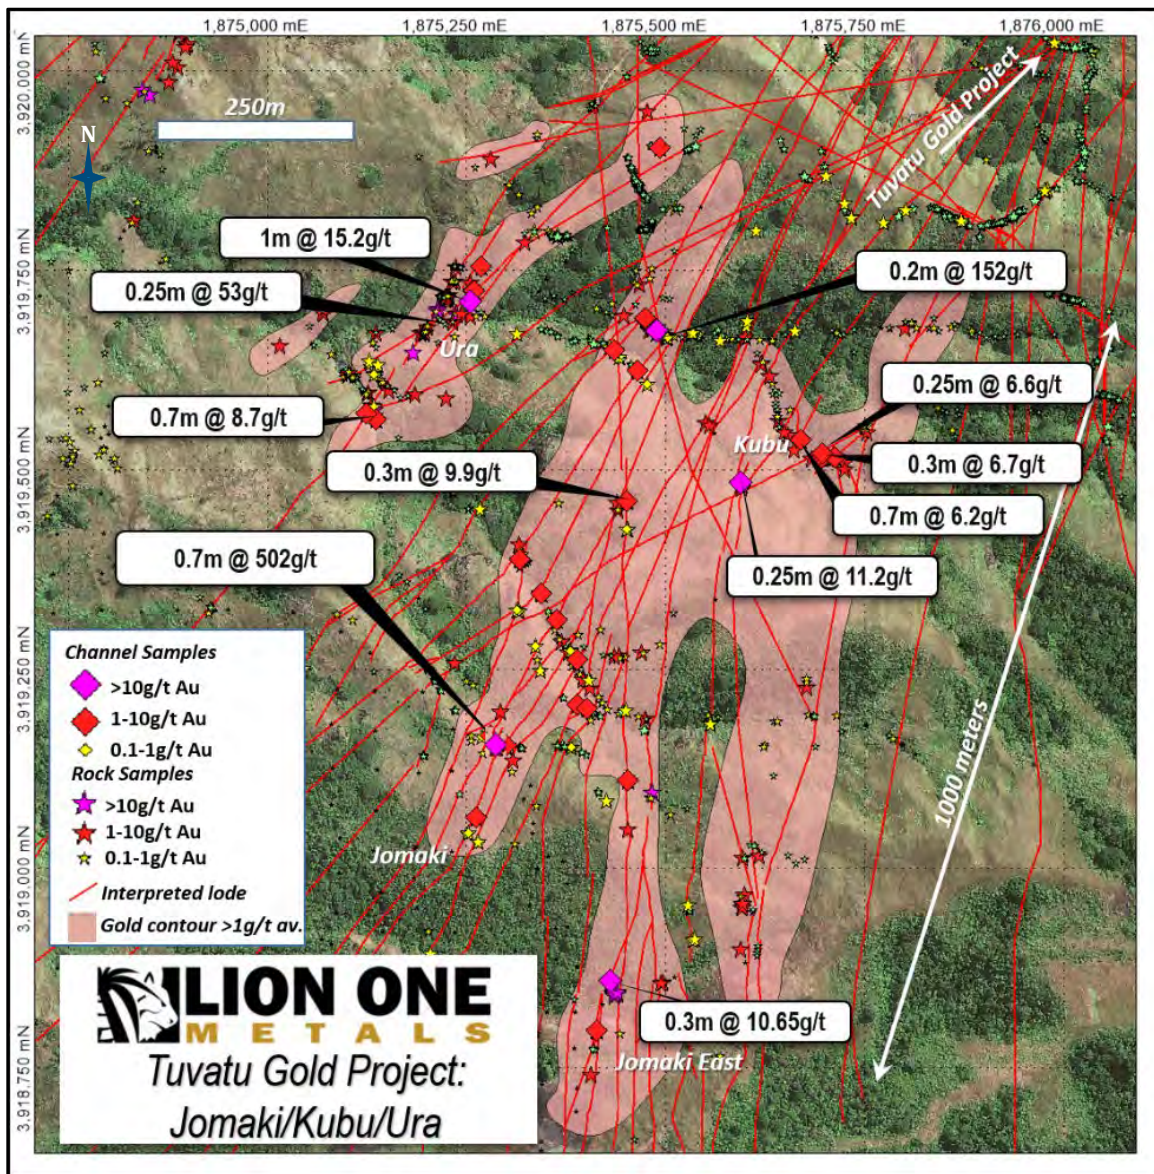 1,875,000 mE
1,875,250 mE
1,875,500 mE
1,875,750 mE
1,876,000 mE
3,920,000 mN
3,919,750 mN
3,919,500 mN
3,919,250 mN
3,919,000 mN
3,918,750 mN
250m
N
Tuvatu Gold Project
1m @ 15.2g/t
0.25m @ 53g/t
0.2m @ 152g/t
Ura
0.25m @ 6.6g/t
0.7m @ 8.7g/t
Kubu
0.3m @ 9.9g/t
0.3m @ 6.7g/t
0.7m @ 6.2g/t
0.7m @ 502g/t
0.25m @ 11.2g/t
1000 meters
Channel Samples
>10g/t Au
1-10g/t Au
0.1-1g/t Au
Rock Samples
>10g/t Au
1-10g/t Au
0.1-1g/t Au
Interpreted lode
Gold contour >1g/t av.
Jomaki
0.3m @ 10.65g/t
Jomaki East
LION ONE
METALS
Tuvatu Gold Project:
Jomaki/Kubu/Ura